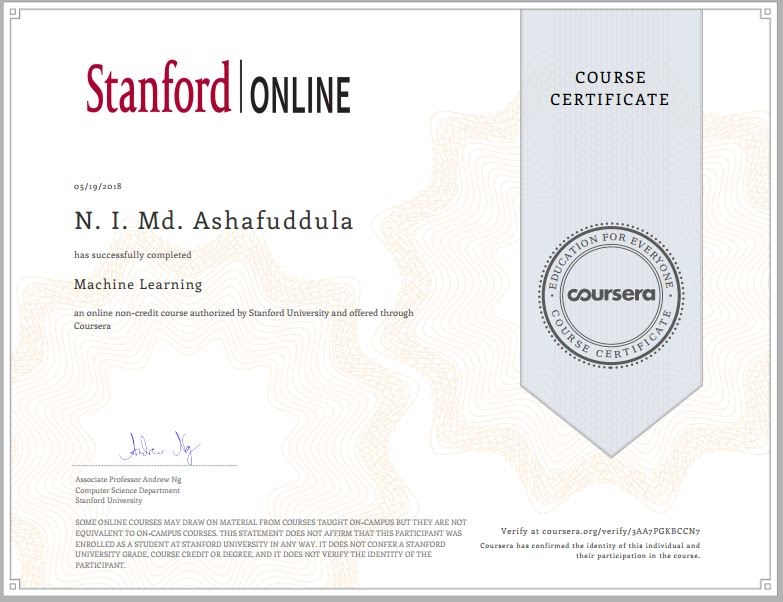 Stanford ONLINE
COURSE
CERTIFICATE
05/19/2018
N. I. Md. Ashafuddula
has successfully completed
Machine Learning
an online non-credit course authorized by Stanford University and offered through
Coursera
EDUCATION FOR EVERYONE
coursera
COURSE CERTIFICATE
Andrew Ng
Associate Professor Andrew Ng
Computer Science Department
Stanford University
SOME ONLINE COURSES MAY DRAW ON MATERIAL FROM COURSES TAUGHT ON-CAMPUS BUT THEY ARE NOT
EQUIVALENT TO ON-CAMPUS COURSES. THIS STATEMENT DOES NOT AFFIRM THAT THIS PARTICIPANT WAS
ENROLLED AS A STUDENT AT STANFORD UNIVERSITY IN ANY WAY. IT DOES NOT CONFER A STANFORD
UNIVERSITY GRADE, COURSE CREDIT OR DEGREE, AND IT DOES NOT VERIFY THE IDENTITY OF THE
PARTICIPANT.
Verify at coursera.org/verify/3AA7PGKBCCN7
Coursera has confirmed the identity of this individual and
their participation in the course.